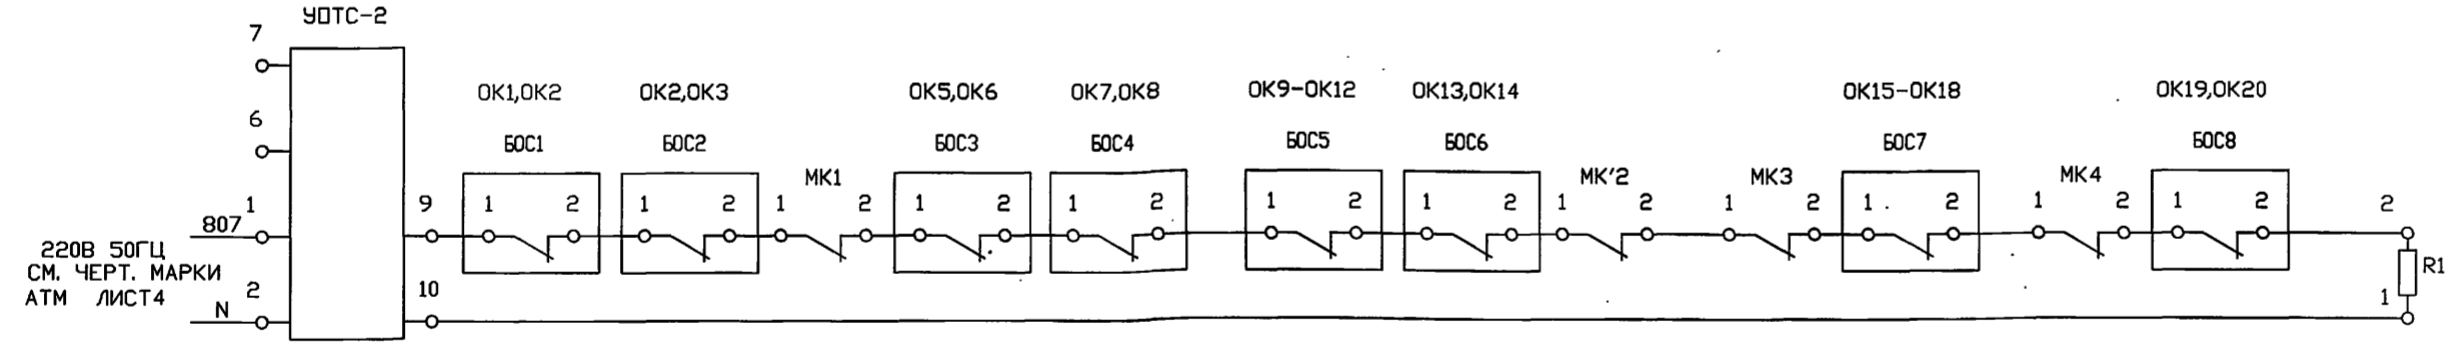 УОТС-2
7
6
1
807
220В 50ГЦ
СМ. ЧЕРТ. МАРКИ
АТМ ЛИСТ4
2
N
9
10
ОК1,ОК2
БОС1
1 2
ОК2,ОК3
БОС2
1 2
МК1
1 2
ОК5,ОК6
БОС3
1 2
ОК7,ОК8
БОС4
1 2
ОК9-ОК12
БОС5
1 2
ОК13,ОК14
БОС6
1 2
МК'2
1 2
МК3
1 2
ОК15-ОК18
БОС7
1 2
МК4
1 2
ОК19,ОК20
БОС8
1 2
2
R1
1